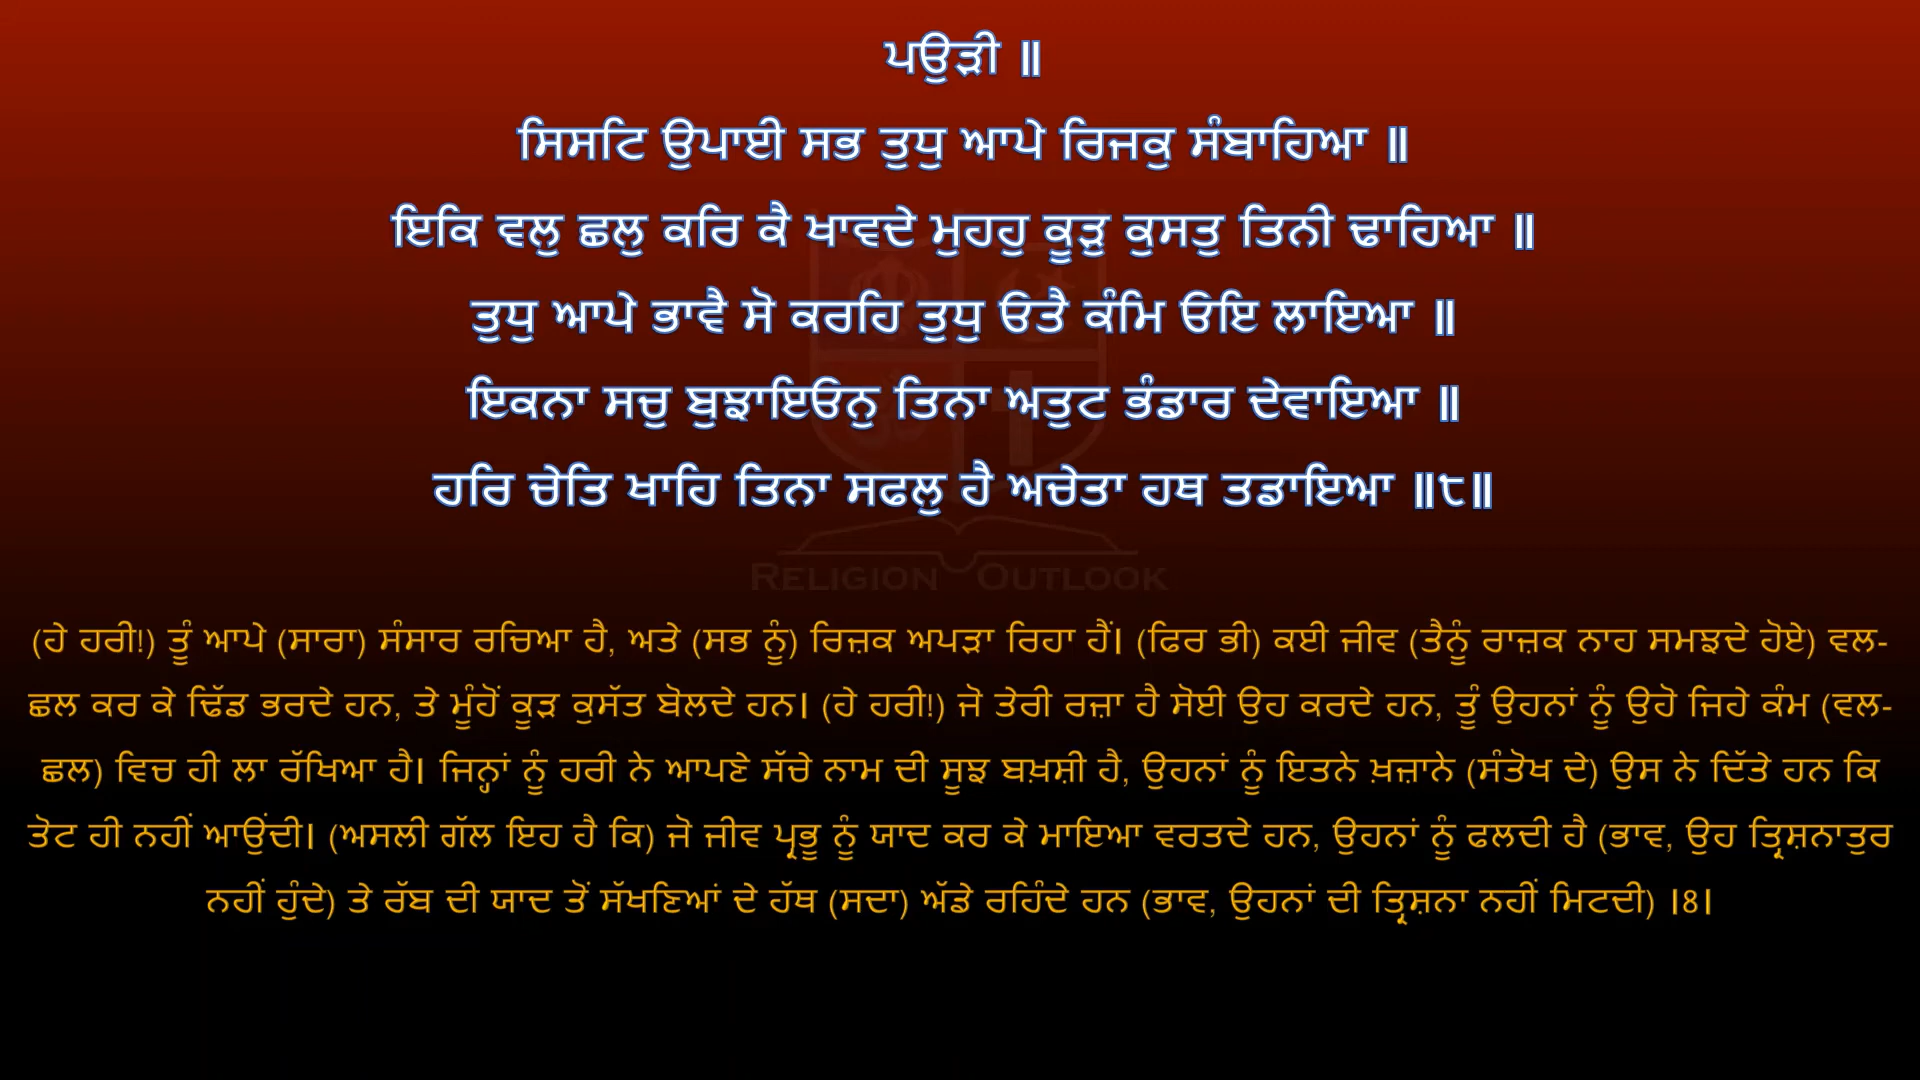 ਪਉੜੀ ॥
ਸਿਸਟਿ ਉਪਾਈ ਸਭ ਤੁਧੁ ਆਪੇ ਰਿਜਕੁ ਸੰਬਾਹਿਆ ॥
ਇਕਿ ਵਲੁ ਛਲੁ ਕਰਿ ਕੈ ਖਾਵਦੇ ਮੁਹਹੁ ਕੂੜੁ ਕੁਸਤੁ ਤਿਨੀ ਢਾਹਿਆ ॥
ਤੁਧੁ ਆਪੇ ਭਾਵੈ ਸੋ ਕਰਹਿ ਤੁਧੁ ਓਤੈ ਕੰਮਿ ਓਇ ਲਾਇਆ ॥
ਇਕਨਾ ਸਚੁ ਬੁਝਾਇਓਨੁ ਤਿਨਾ ਅਤੁਟ ਭੰਡਾਰ ਦੇਵਾਇਆ ॥
ਹਰਿ ਚੇਤਿ ਖਾਹਿ ਤਿਨਾ ਸਫਲੁ ਹੈ ਅਚੇਤਾ ਹਥ ਤਡਾਇਆ ॥੮॥
RELIGION OUTLOOK
(ਹੇ ਹਰੀ!) ਤੂੰ ਆਪੇ (ਸਾਰਾ) ਸੰਸਾਰ ਰਚਿਆ ਹੈ, ਅਤੇ (ਸਭ ਨੂੰ) ਰਿਜ਼ਕ ਅਪੜਾ ਰਿਹਾ ਹੈਂ। (ਫਿਰ ਭੀ) ਕਈ ਜੀਵ (ਤੈਨੂੰ ਰਾਜ਼ਕ ਨਾਹ ਸਮਝਦੇ ਹੋਏ) ਵਲ-
ਛਲ ਕਰ ਕੇ ਢਿੱਡ ਭਰਦੇ ਹਨ, ਤੇ ਮੂੰਹੋਂ ਕੂੜ ਕੁਸੱਤ ਬੋਲਦੇ ਹਨ। (ਹੇ ਹਰੀ!) ਜੋ ਤੇਰੀ ਰਜ਼ਾ ਹੈ ਸੋਈ ਉਹ ਕਰਦੇ ਹਨ, ਤੂੰ ਉਹਨਾਂ ਨੂੰ ਉਹੋ ਜਿਹੇ ਕੰਮ (ਵਲ-
ਛਲ) ਵਿਚ ਹੀ ਲਾ ਰੱਖਿਆ ਹੈ। ਜਿਨ੍ਹਾਂ ਨੂੰ ਹਰੀ ਨੇ ਆਪਣੇ ਸੱਚੇ ਨਾਮ ਦੀ ਸੂਝ ਬਖ਼ਸ਼ੀ ਹੈ, ਉਹਨਾਂ ਨੂੰ ਇਤਨੇ ਖ਼ਜ਼ਾਨੇ (ਸੰਤੋਖ ਦੇ) ਉਸ ਨੇ ਦਿੱਤੇ ਹਨ ਕਿ
ਤੋਟ ਹੀ ਨਹੀਂ ਆਉਂਦੀ। (ਅਸਲੀ ਗੱਲ ਇਹ ਹੈ ਕਿ) ਜੋ ਜੀਵ ਪ੍ਰਭੂ ਨੂੰ ਯਾਦ ਕਰ ਕੇ ਮਾਇਆ ਵਰਤਦੇ ਹਨ, ਉਹਨਾਂ ਨੂੰ ਫਲਦੀ ਹੈ (ਭਾਵ, ਉਹ ਤ੍ਰਿਸ਼ਨਾਤੁਰ
ਨਹੀਂ ਹੁੰਦੇ) ਤੇ ਰੱਬ ਦੀ ਯਾਦ ਤੋਂ ਸੱਖਣਿਆਂ ਦੇ ਹੱਥ (ਸਦਾ) ਅੱਡੇ ਰਹਿੰਦੇ ਹਨ (ਭਾਵ, ਉਹਨਾਂ ਦੀ ਤ੍ਰਿਸ਼ਨਾ ਨਹੀਂ ਮਿਟਦੀ) ।8।